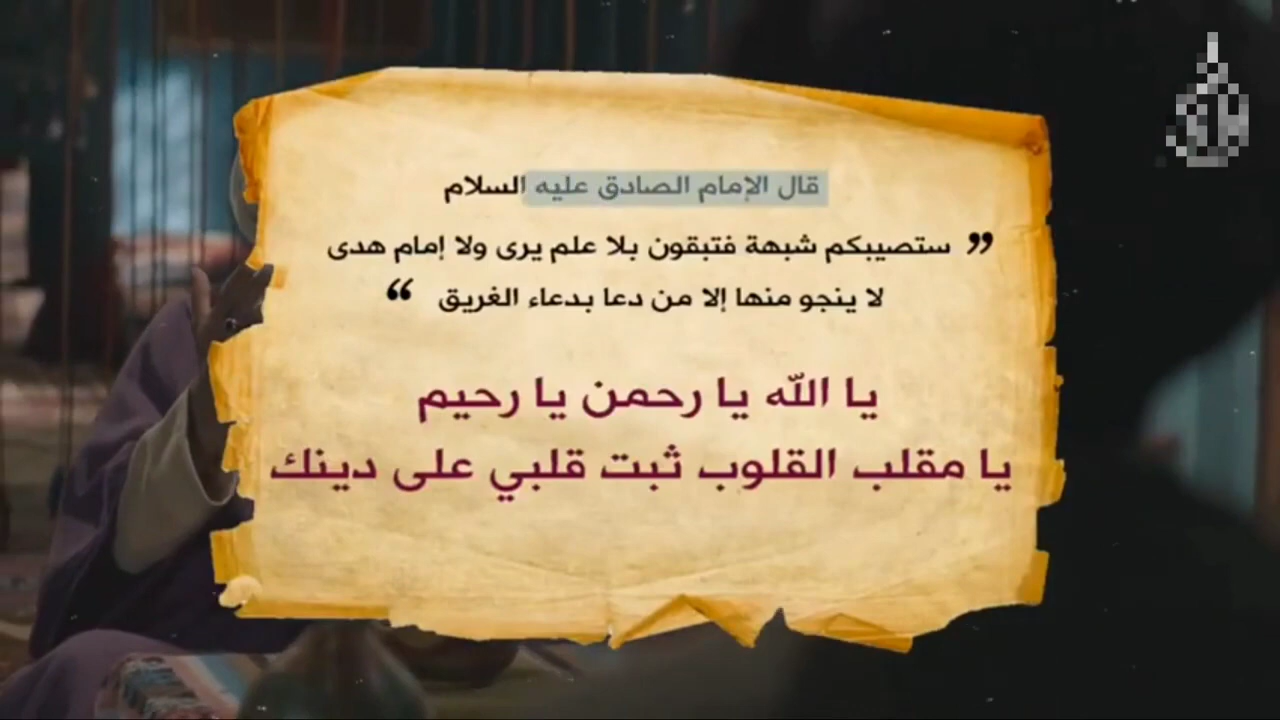 قال الإمام الصادق عليه السلام
” ستصيبكم شبهة فتبقون بلا علم يرى ولا إمام هدى
لا ينجو منها إلا من دعا بدعاء الغريق “
يا الله يا رحمن يا رحيم
يا مقلب القلوب ثبت قلبي على دينك